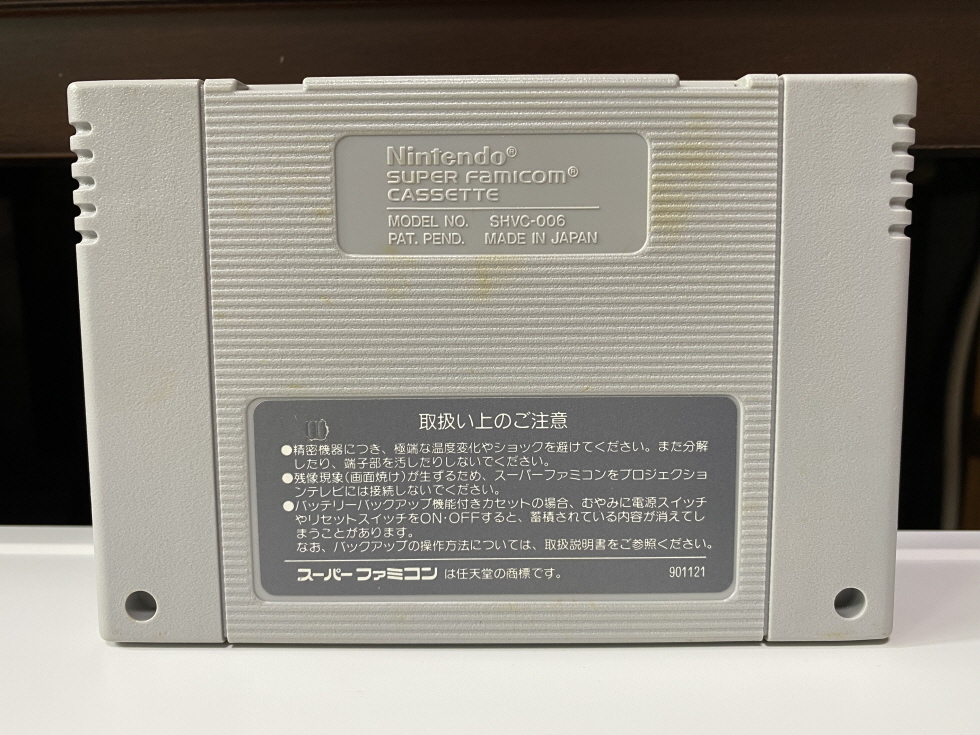 Nintendo®
SUPER FAMICOM®
CASSETTE
MODEL NO. SHVC-006
PAT. PEND. MADE IN JAPAN
取扱い上のご注意
●精密機器につき、極端な温度変化やショックを避けてください。また分解
したり、端子部を汚したりしないでください。
●残像現象(画面焼け)が生ずるため、スーパーファミコンをプロジェクショ
ンテレビには接続しないでください。
●バッテリーバックアップ機能付きカセットの場合、むやみに電源スイッチ
やリセットスイッチをON・OFFすると、蓄積されている内容が消えてし
まうことがあります。
なお、バックアップの操作方法については、取扱説明書をご参照ください。
スーパーファミコン は任天堂の商標です。 901121